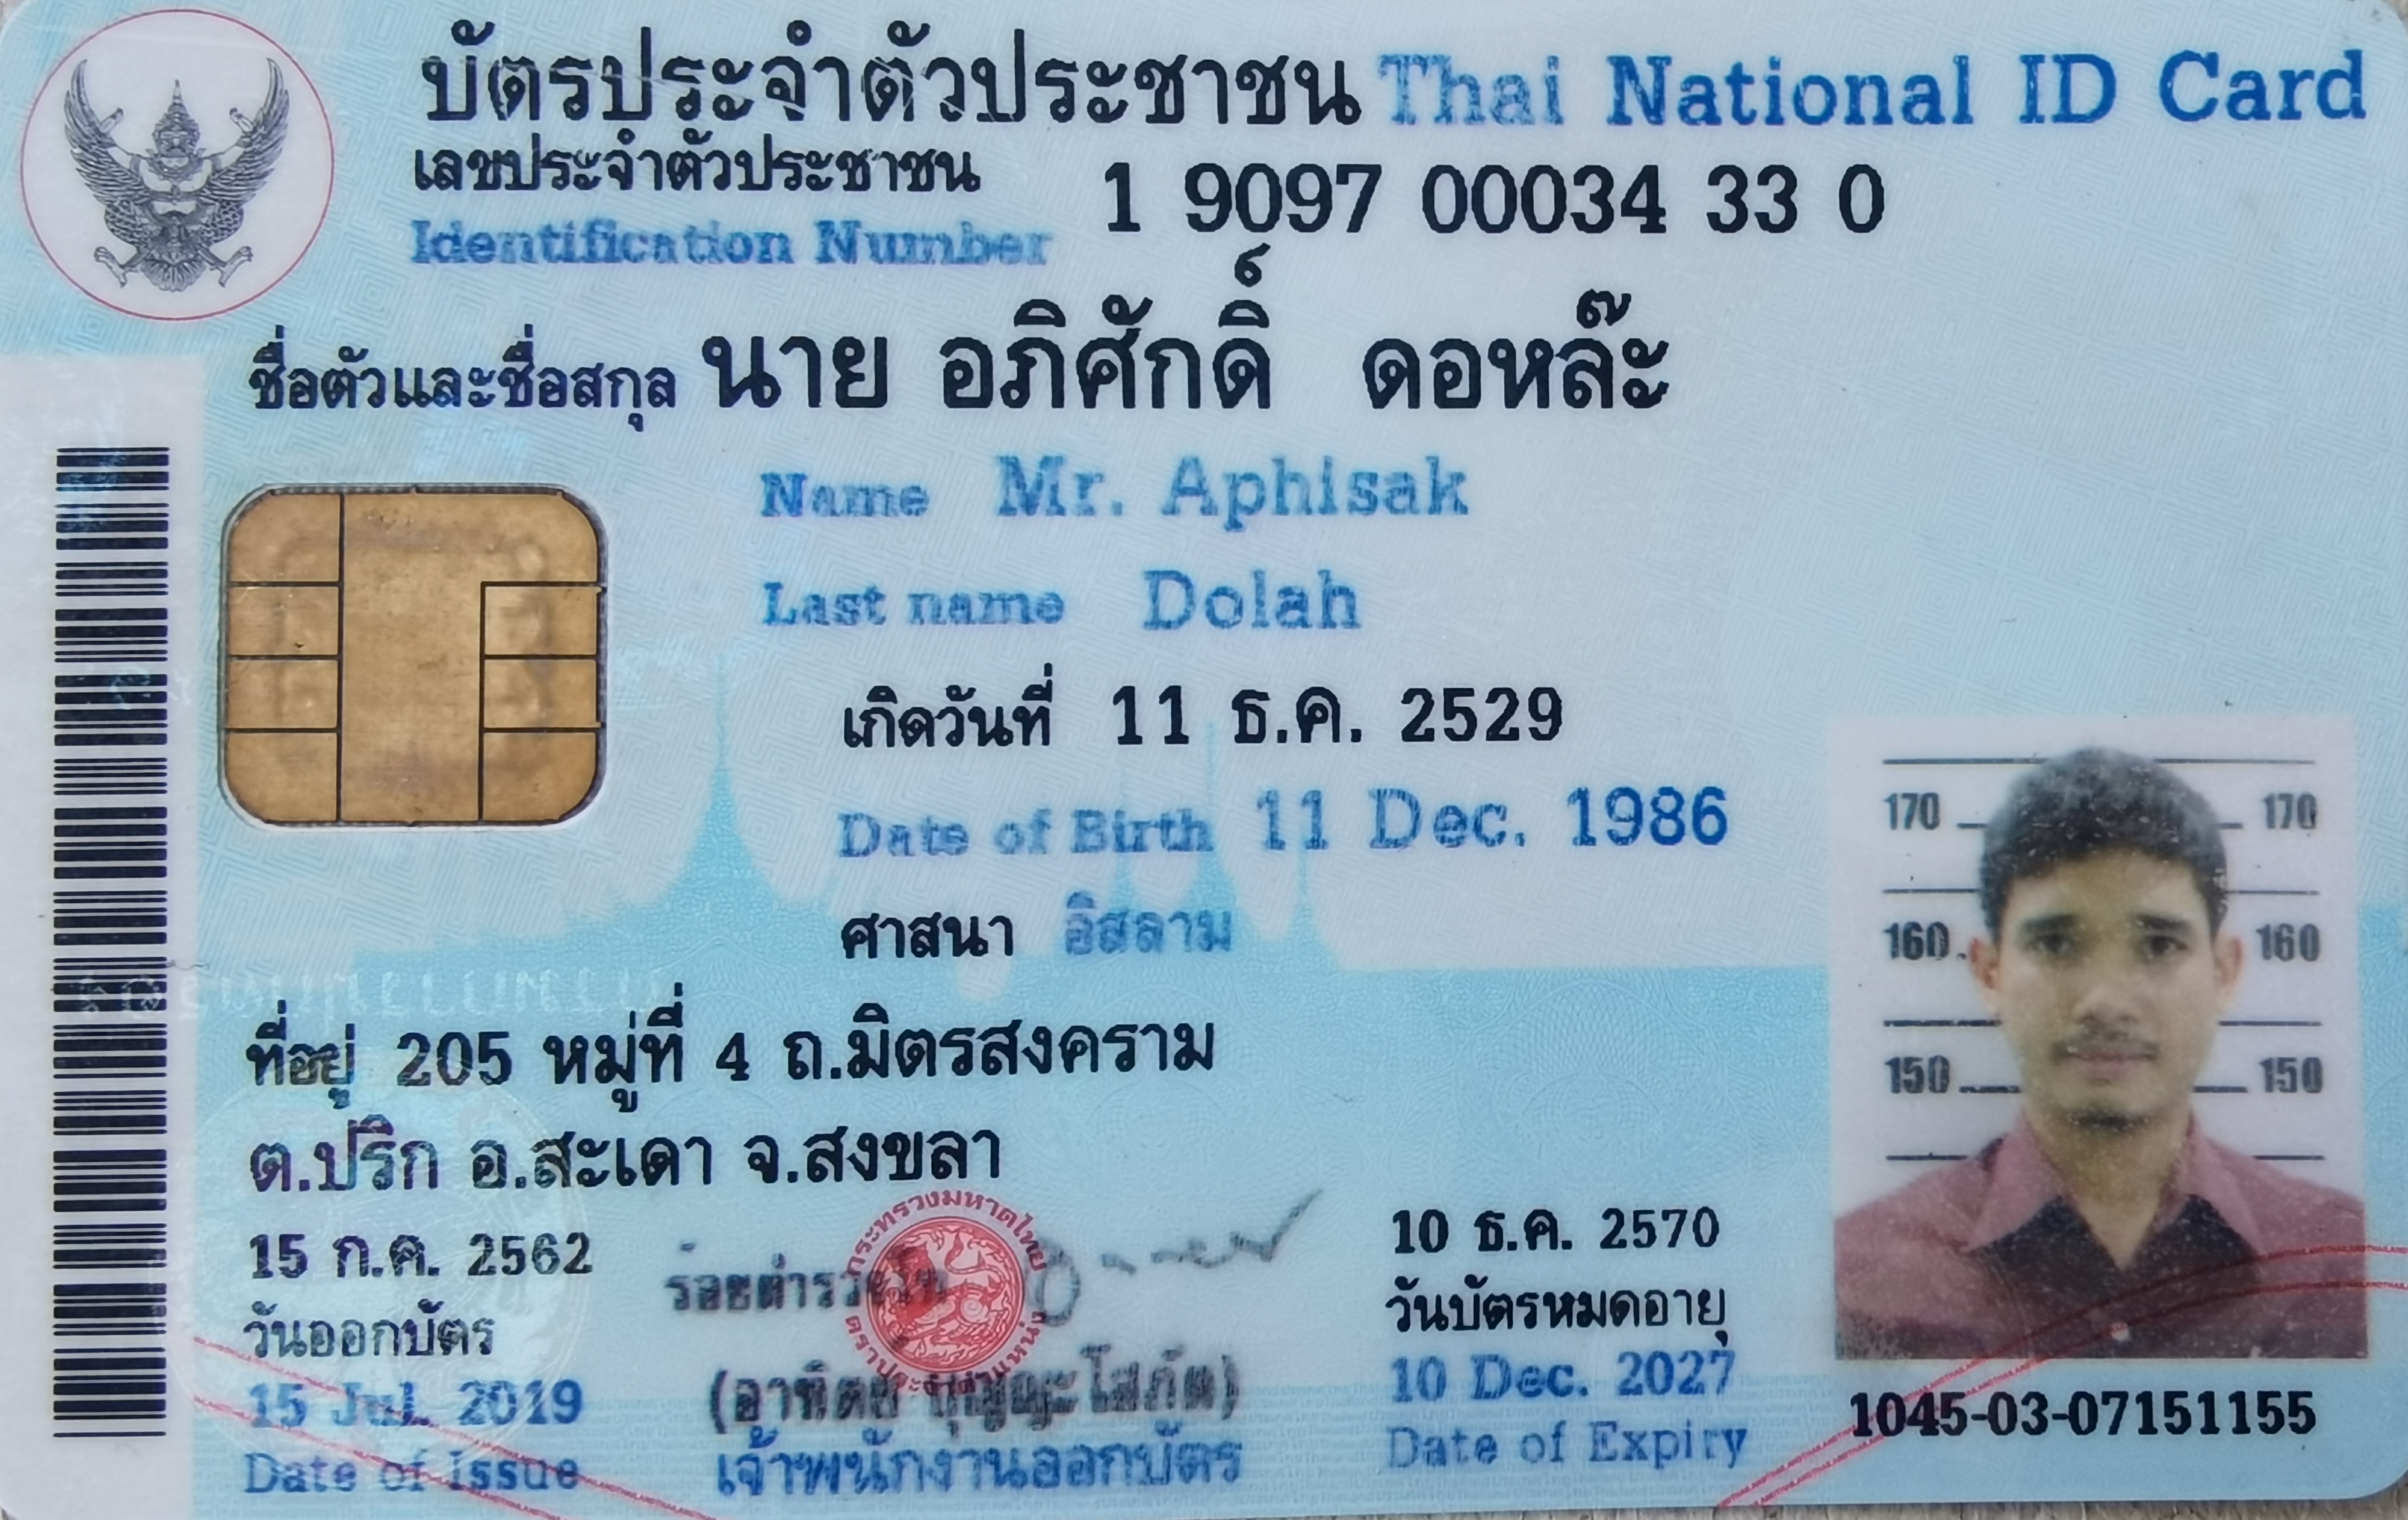 บัตรประจำตัวประชาชน Thai National ID Card
เลขประจำตัวประชาชน 1 9097 00034 33 0
Identification Number
ชื่อตัวและชื่อสกุล นาย อภิศักดิ์ ดอหล๊ะ
Name Mr. Aphisak
Last name Dolah
เกิดวันที่ 11 ธ.ค. 2529
Date of Birth 11 Dec. 1986
ศาสนา อิสลาม
ที่อยู่ 205 หมู่ที่ 4 ถ.มิตรสงคราม
ต.ปริก อ.สะเดา จ.สงขลา
15 ก.ค. 2562
วันออกบัตร
15 Jul. 2019
Date of Issue
ร้อยตำรวจโท
กระทรวงมหาดไทย
(อาทิตย์ บุญญะโสภัต)
เจ้าพนักงานออกบัตร
10 ธ.ค. 2570
วันบัตรหมดอายุ
10 Dec. 2027
Date of Expiry
170 170
160 160
150 150
1045-03-07151155